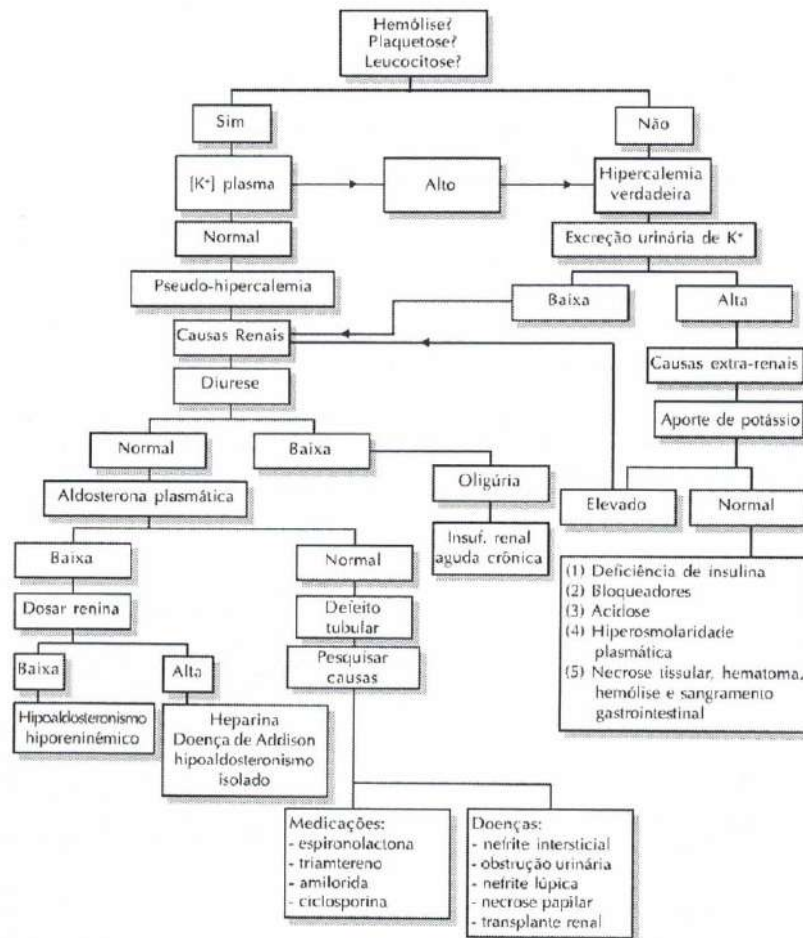 Hemólise?
Plaquetose?
Leucocitose?
Sim
Não
[K⁺] plasma
Alto
Hipercalemia
verdadeira
Normal
Excreção urinária de K⁺
Pseudo-hipercalemia
Baixa
Alta
Causas Renais
Causas extra-renais
Diurese
Aporte de potássio
Normal
Baixa
Oligúria
Elevado
Normal
Aldosterona plasmática
Insuf. renal
aguda crônica
Baixa
Normal
(1) Deficiência de insulina
(2) Bloqueadores
(3) Acidose
(4) Hiperosmolaridade
plasmática
(5) Necrose tissular, hematoma,
hemólise e sangramento
gastrointestinal
Dosar renina
Defeito
tubular
Baixa
Alta
Pesquisar
causas
Hipoaldosteronismo
hiporeninêmico
Heparina
Doença de Addison
hipoaldosteronismo
isolado
Medicações:
- espironolactona
- triamtereno
- amilorida
- ciclosporina
Doenças:
- nefrite intersticial
- obstrução urinária
- nefrite lúpica
- necrose papilar
- transplante renal